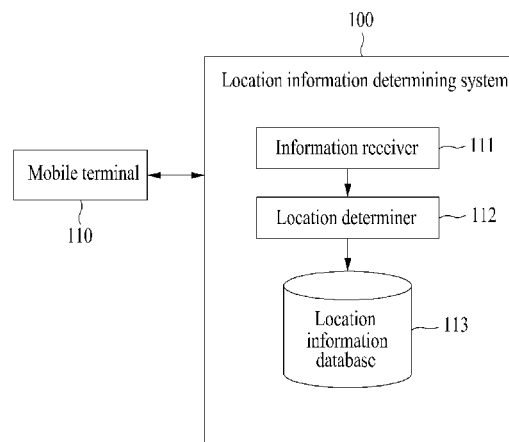 100
Location information determining system
Information receiver
111
Mobile terminal
110
Location determiner
112
Location
information
database
113